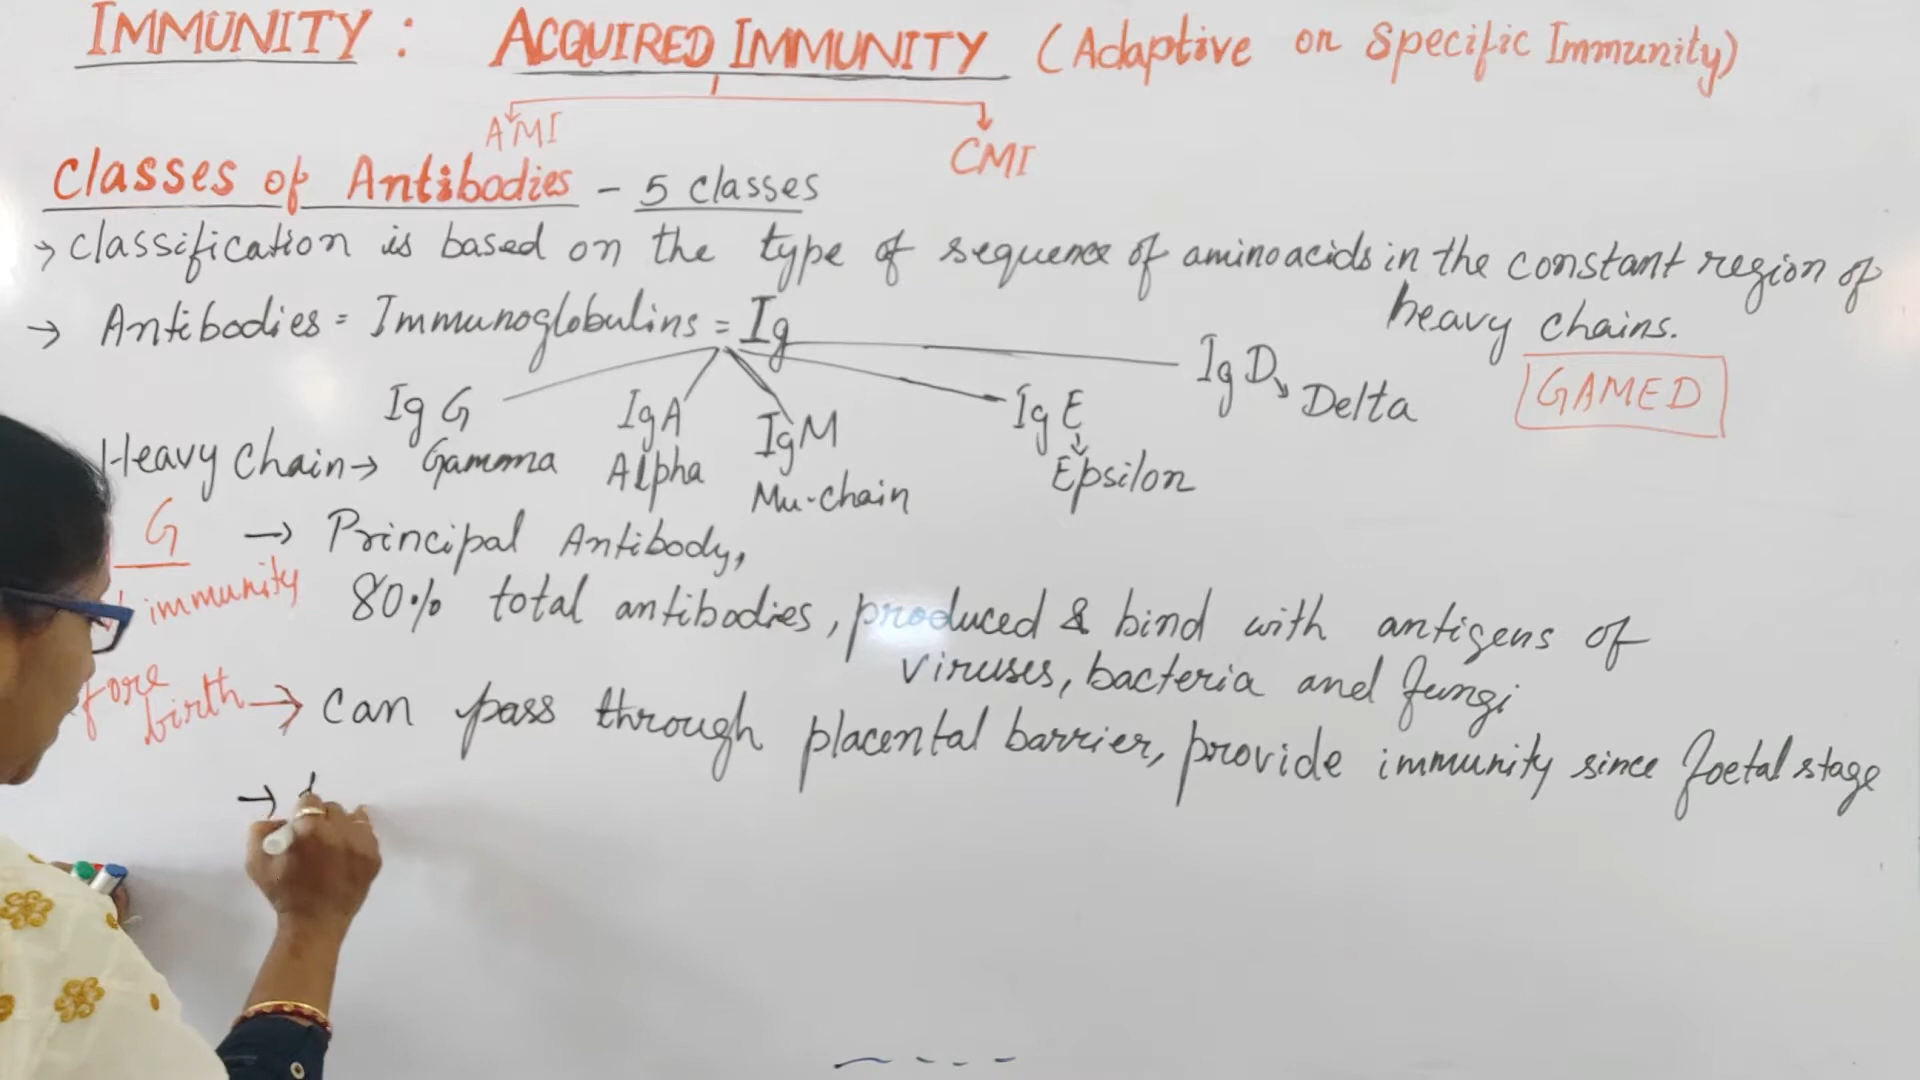 IMMUNITY : ACQUIRED IMMUNITY (Adaptive or Specific Immunity)
AMI
CMI
Classes of Antibodies - 5 classes
→ classification is based on the type of sequence of aminoacids in the constant region of
heavy chains.
→ Antibodies = Immunoglobulins = Ig
IgG IgA IgM IgE IgD → Delta
GAMED
Heavy chain → Gamma Alpha Mu-chain Epsilon
G → Principal Antibody,
immunity 80% total antibodies, produced & bind with antigens of
viruses, bacteria and fungi
fore
birth → can pass through placental barrier, provide immunity since foetal stage
→